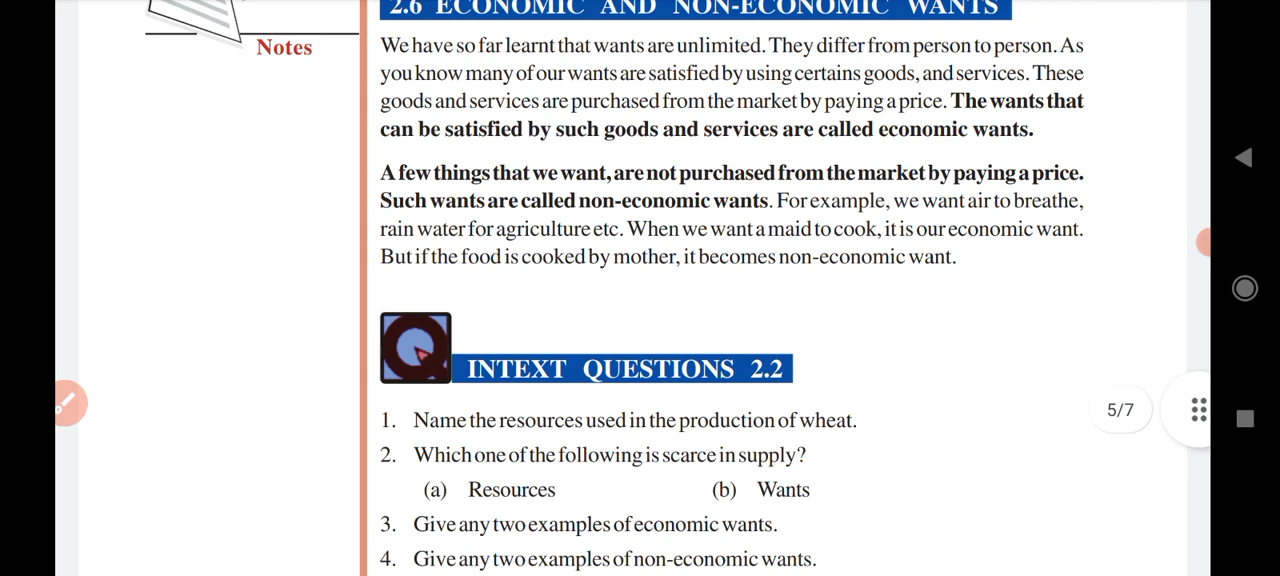 2.6 ECONOMIC AND NON-ECONOMIC WANTS
Notes
We have so far learnt that wants are unlimited. They differ from person to person. As
you know many of our wants are satisfied by using certains goods, and services. These
goods and services are purchased from the market by paying a price. The wants that
can be satisfied by such goods and services are called economic wants.
A few things that we want, are not purchased from the market by paying a price.
Such wants are called non-economic wants. For example, we want air to breathe,
rain water for agriculture etc. When we want a maid to cook, it is our economic want.
But if the food is cooked by mother, it becomes non-economic want.
INTEXT QUESTIONS 2.2
1. Name the resources used in the production of wheat.
5/7
2. Which one of the following is scarce in supply?
(a) Resources (b) Wants
3. Give any two examples of economic wants.
4. Give any two examples of non-economic wants.